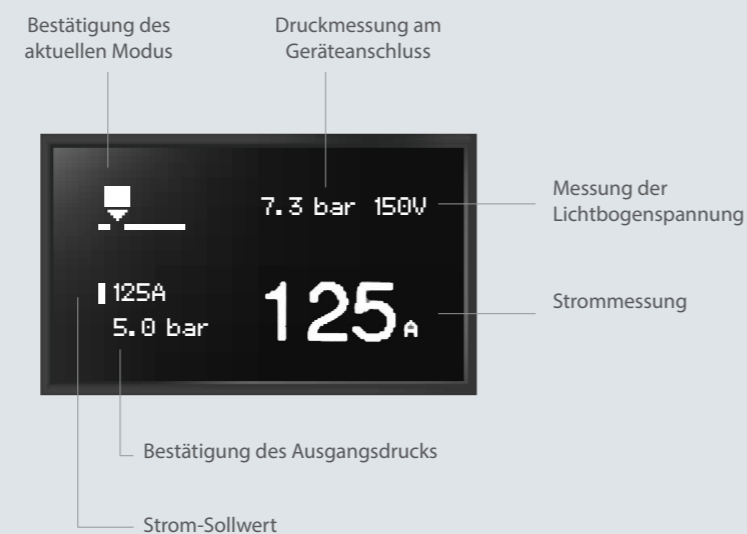 Bestätigung des
aktuellen Modus
Druckmessung am
Geräteanschluss
7.3 bar 150V
Messung der
Lichtbogenspannung
125A
5.0 bar
125A
Strommessung
Bestätigung des Ausgangsdrucks
Strom-Sollwert